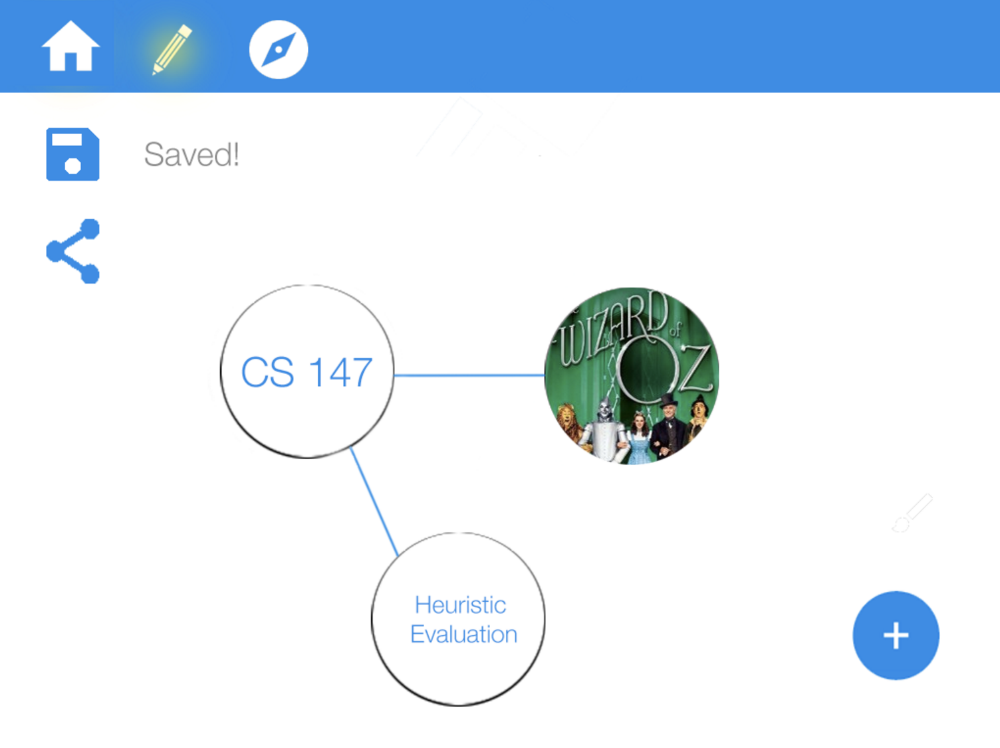 Saved!
CS 147
WIZARD
of
OZ
Heuristic
Evaluation